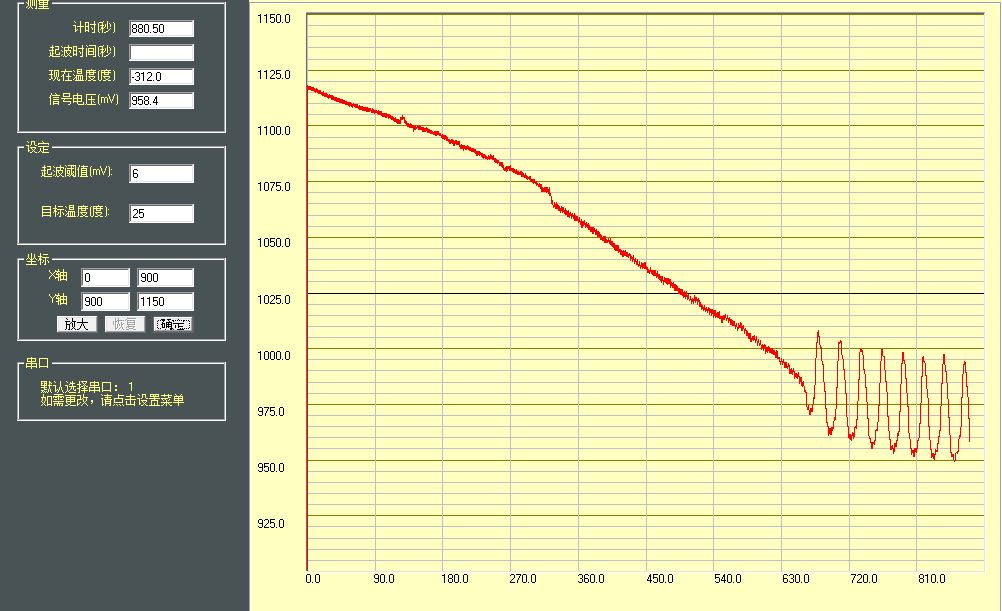 测量
计时(秒) 880.50
起波时间(秒)
现在温度(度) -312.0
信号电压(mV) 958.4
设定
起波阈值(mV): 6
目标温度(度): 25
坐标
X轴 0 900
Y轴 900 1150
放大 恢复 确定
串口
默认选择串口: 1
如需更改，请点击设置菜单
1150.0
1125.0
1100.0
1075.0
1050.0
1025.0
1000.0
975.0
950.0
925.0
0.0 90.0 180.0 270.0 360.0 450.0 540.0 630.0 720.0 810.0